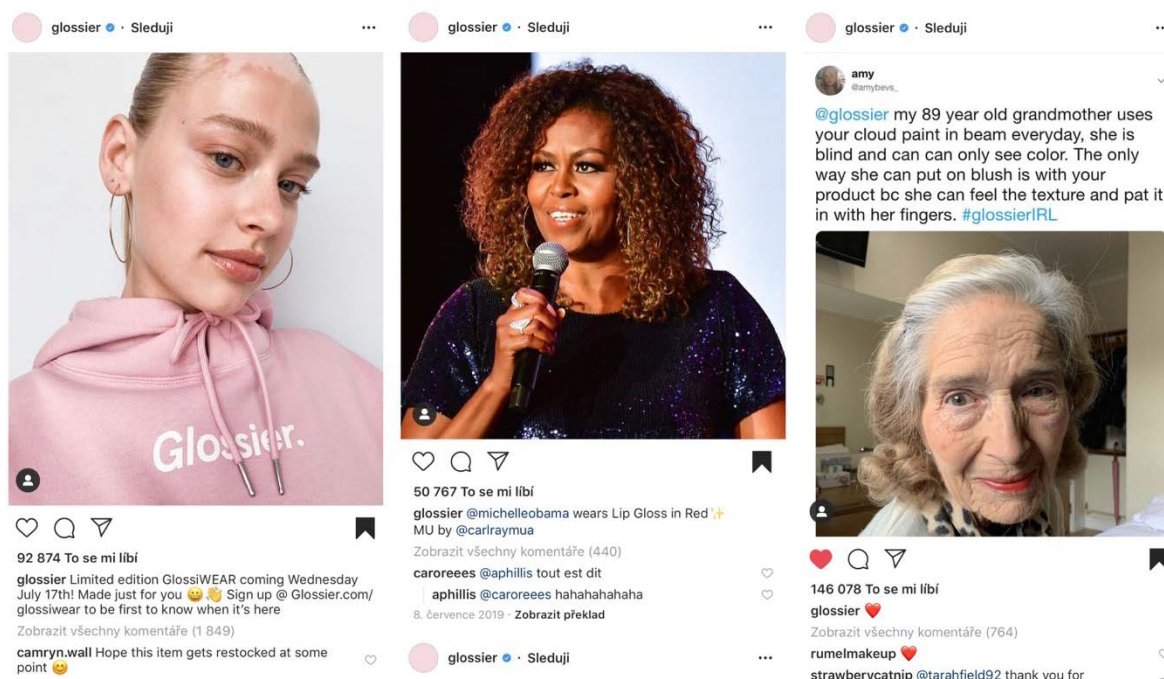 glossier · Sleduji
Glossier.
92 874 To se mi líbí
glossier Limited edition GlossiWEAR coming Wednesday
July 17th! Made just for you 😀👋 Sign up @ Glossier.com/
glossiwear to be first to know when it's here
Zobrazit všechny komentáře (1 849)
camryn.wall Hope this item gets restocked at some
point 😊
glossier · Sleduji
50 767 To se mi líbí
glossier @michelleobama wears Lip Gloss in Red✨
MU by @carlraymua
Zobrazit všechny komentáře (440)
caroreees @aphillis tout est dit
aphillis @caroreees hahahahahaha
8. července 2019 · Zobrazit překlad
glossier · Sleduji
glossier · Sleduji
amy
@amybevs_
@glossier my 89 year old grandmother uses
your cloud paint in beam everyday, she is
blind and can can only see color. The only
way she can put on blush is with your
product bc she can feel the texture and pat it
in with her fingers. #glossierIRL
146 078 To se mi líbí
glossier ❤️
Zobrazit všechny komentáře (764)
rumelmakeup ❤️
strawberycatnip @tarahfield92 thank you for